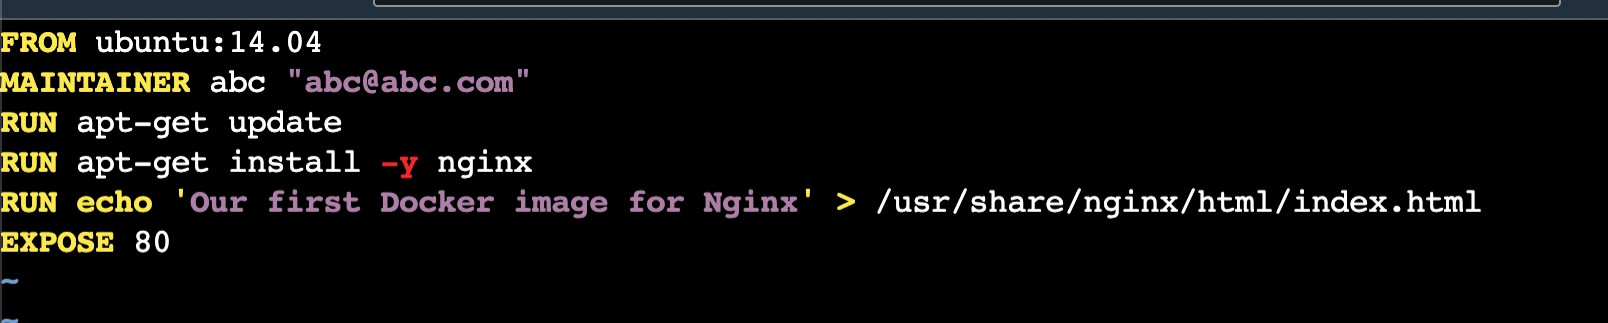 FROM ubuntu:14.04
MAINTAINER abc "abc@abc.com"
RUN apt-get update
RUN apt-get install -y nginx
RUN echo 'Our first Docker image for Nginx' > /usr/share/nginx/html/index.html
EXPOSE 80
~
~